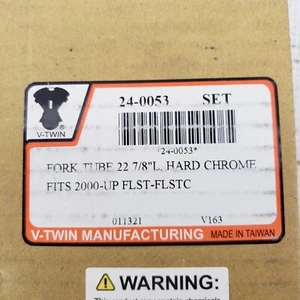 24-0053 SET
V-TWIN ®
*24-0053*
FORK TUBE 22 7/8"L, HARD CHROME
FITS 2000-UP FLST-FLSTC
011321 V163
V-TWIN MANUFACTURING MADE IN TAIWAN
WARNING: